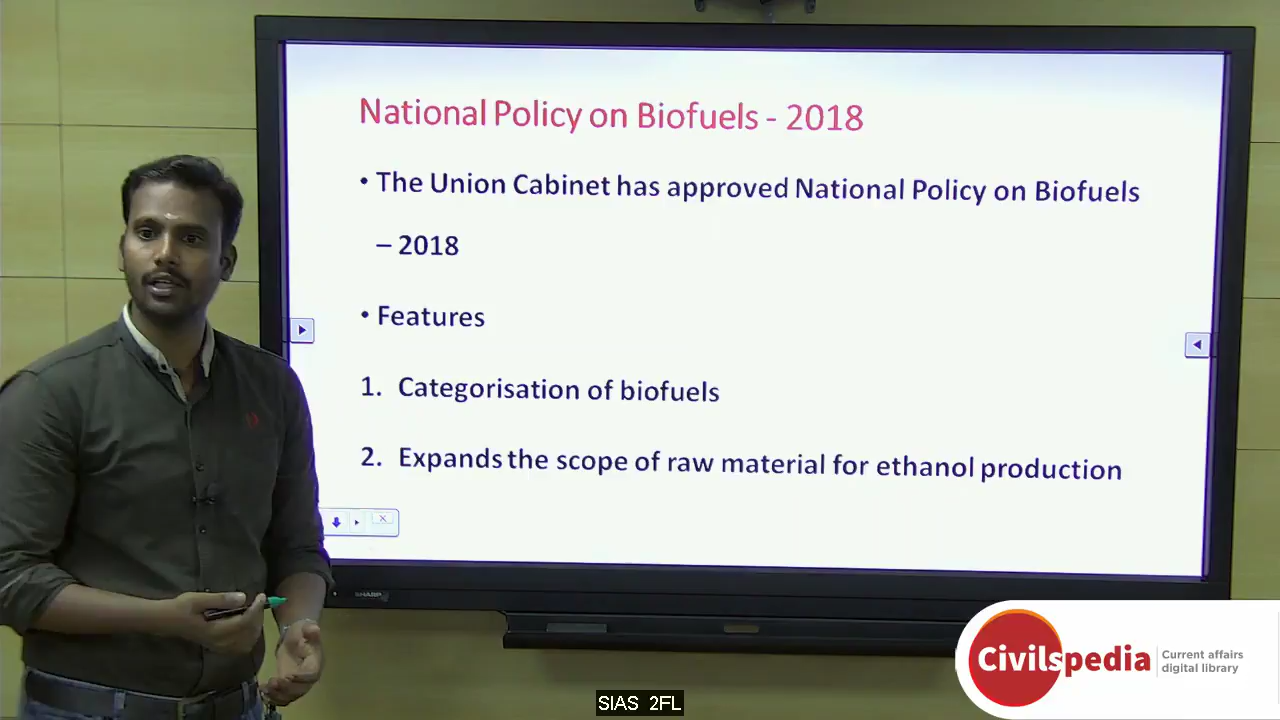 National Policy on Biofuels - 2018
• The Union Cabinet has approved National Policy on Biofuels
– 2018
• Features
1. Categorisation of biofuels
2. Expands the scope of raw material for ethanol production
SHARP
Civilspedia
Current affairs
digital library
SIAS 2FL